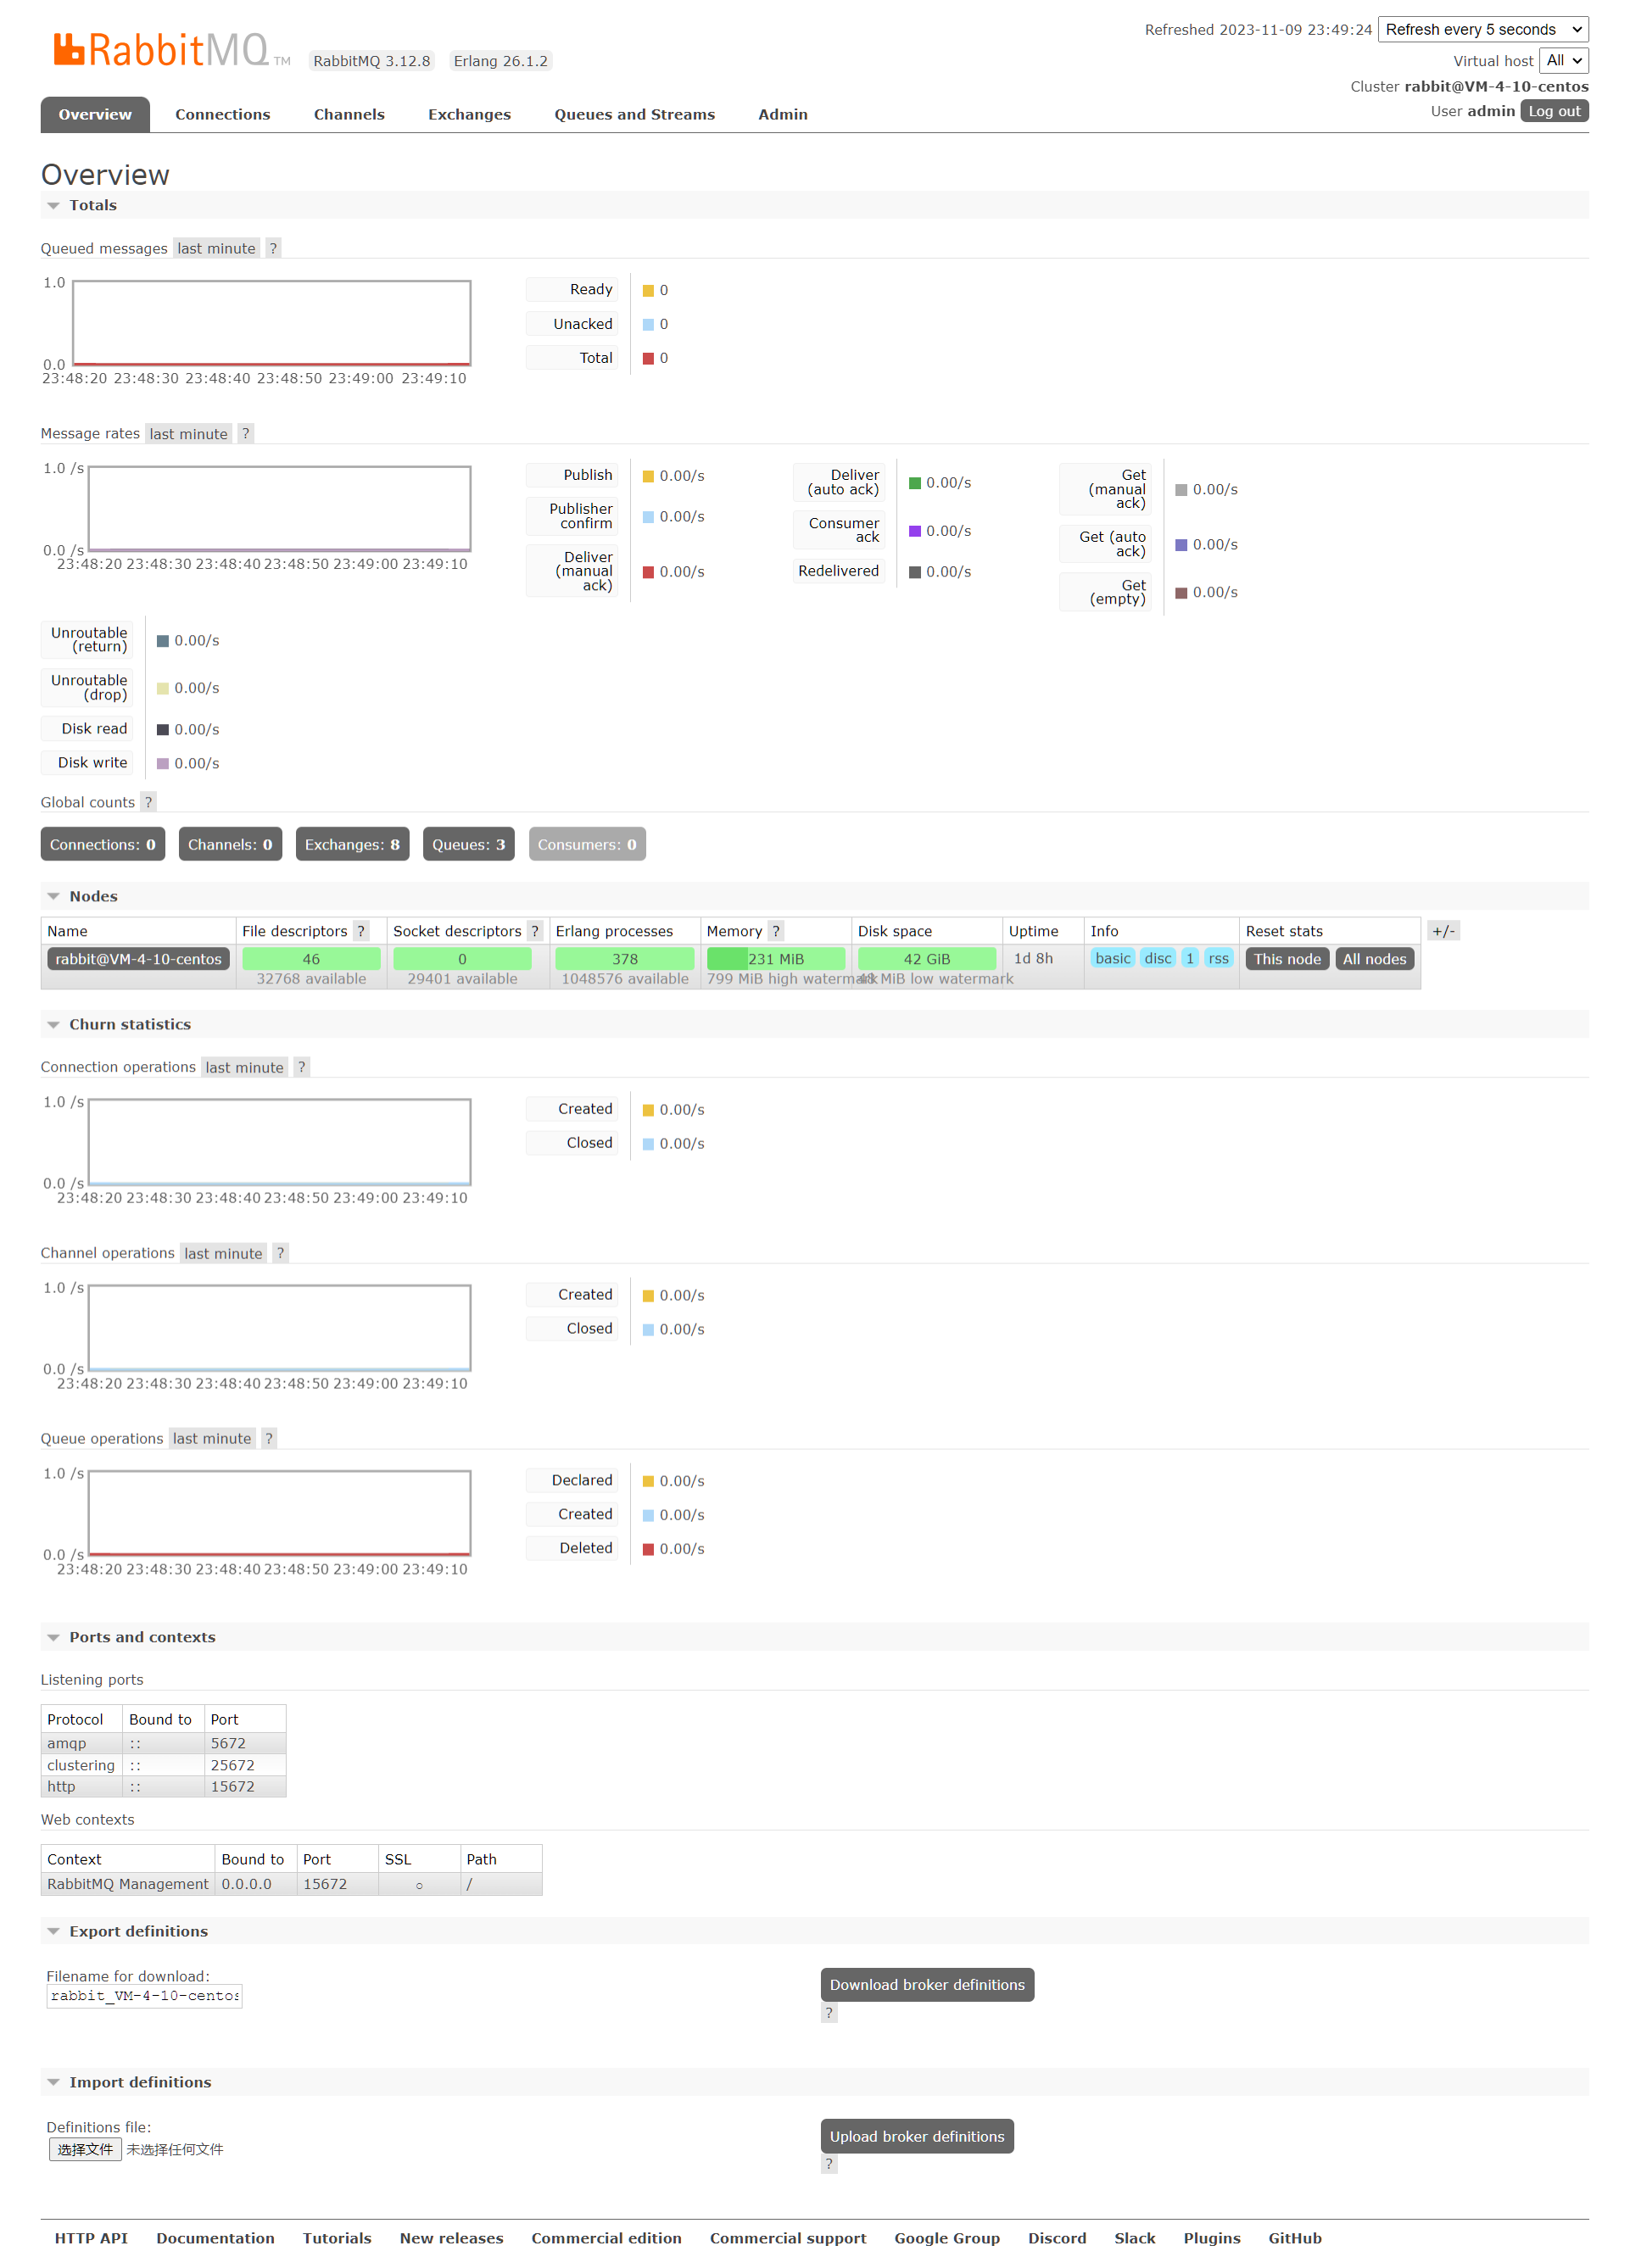 RabbitMQ TM RabbitMQ 3.12.8 Erlang 26.1.2
Refreshed 2023-11-09 23:49:24 Refresh every 5 seconds
Virtual host All
Cluster rabbit@VM-4-10-centos
User admin Log out
Overview Connections Channels Exchanges Queues and Streams Admin
Overview
Totals
Queued messages last minute ?
1.0
0.0
23:48:20 23:48:30 23:48:40 23:48:50 23:49:00 23:49:10
Ready 0
Unacked 0
Total 0
Message rates last minute ?
1.0 /s
0.0 /s
23:48:20 23:48:30 23:48:40 23:48:50 23:49:00 23:49:10
Publish 0.00/s
Publisher
confirm 0.00/s
Deliver
(manual
ack) 0.00/s
Deliver
(auto ack) 0.00/s
Consumer
ack 0.00/s
Redelivered 0.00/s
Get
(manual
ack) 0.00/s
Get (auto
ack) 0.00/s
Get
(empty) 0.00/s
Unroutable
(return) 0.00/s
Unroutable
(drop) 0.00/s
Disk read 0.00/s
Disk write 0.00/s
Global counts ?
Connections: 0 Channels: 0 Exchanges: 8 Queues: 3 Consumers: 0
Nodes
Name File descriptors ? Socket descriptors ? Erlang processes Memory ? Disk space Uptime Info Reset stats +/-
rabbit@VM-4-10-centos 46 0 378 231 MiB 42 GiB 1d 8h basic disc 1 rss This node All nodes
32768 available 29401 available 1048576 available 799 MiB high watermark 48 MiB low watermark
Churn statistics
Connection operations last minute ?
1.0 /s
0.0 /s
23:48:20 23:48:30 23:48:40 23:48:50 23:49:00 23:49:10
Created 0.00/s
Closed 0.00/s
Channel operations last minute ?
1.0 /s
0.0 /s
23:48:20 23:48:30 23:48:40 23:48:50 23:49:00 23:49:10
Created 0.00/s
Closed 0.00/s
Queue operations last minute ?
1.0 /s
0.0 /s
23:48:20 23:48:30 23:48:40 23:48:50 23:49:00 23:49:10
Declared 0.00/s
Created 0.00/s
Deleted 0.00/s
Ports and contexts
Listening ports
Protocol Bound to Port
amqp :: 5672
clustering :: 25672
http :: 15672
Web contexts
Context Bound to Port SSL Path
RabbitMQ Management 0.0.0.0 15672 ○ /
Export definitions
Filename for download:
rabbit_VM-4-10-centos
Download broker definitions
?
Import definitions
Definitions file:
选择文件 未选择任何文件
Upload broker definitions
?
HTTP API Documentation Tutorials New releases Commercial edition Commercial support Google Group Discord Slack Plugins GitHub